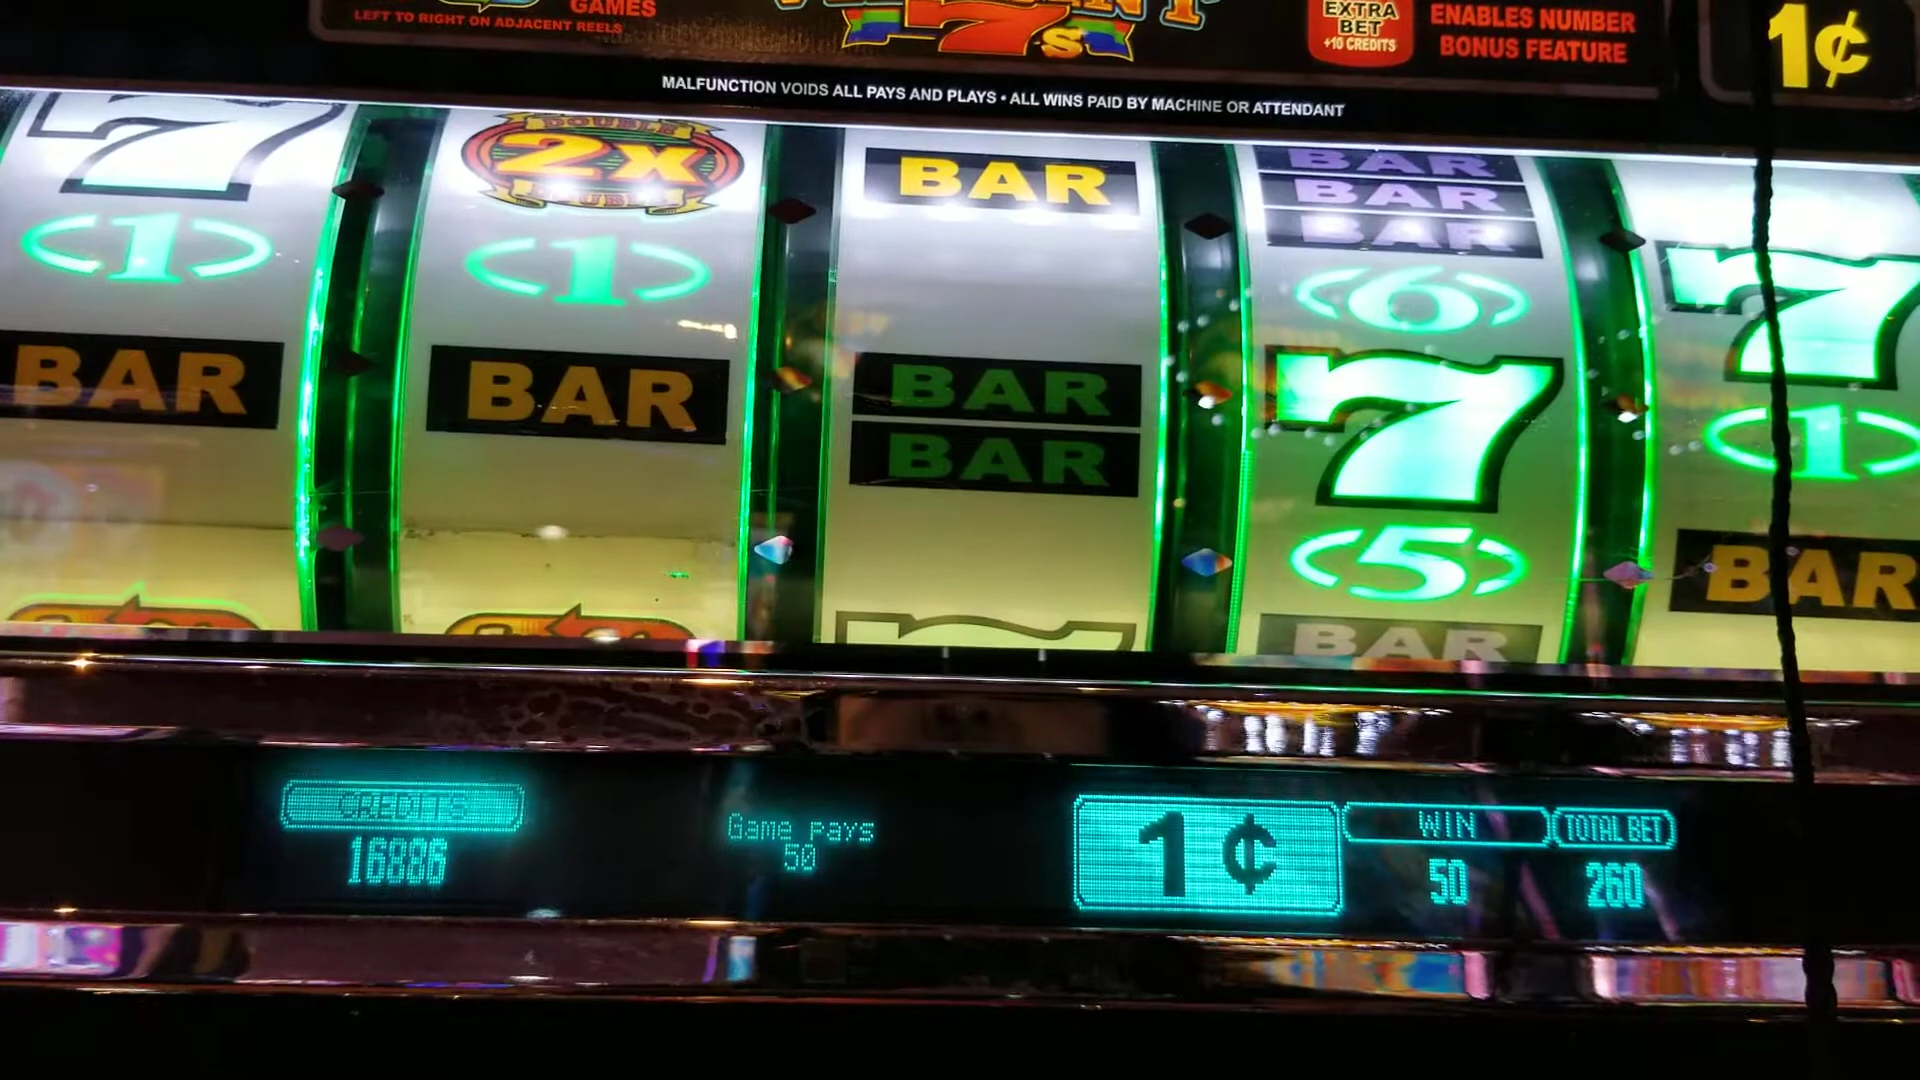 GAMES
LEFT TO RIGHT ON ADJACENT REELS
7s
EXTRA
BET
+10 CREDITS
ENABLES NUMBER
BONUS FEATURE
1¢
MALFUNCTION VOIDS ALL PAYS AND PLAYS • ALL WINS PAID BY MACHINE OR ATTENDANT
7
(1)
BAR
DOUBLE
2x
DOUBLE
(1)
BAR
BAR
BAR
BAR
BAR
BAR
BAR
(6)
7
(5)
BAR
7
(1)
BAR
CREDITS
16886
Game pays
50
1¢
WIN
50
TOTAL BET
260